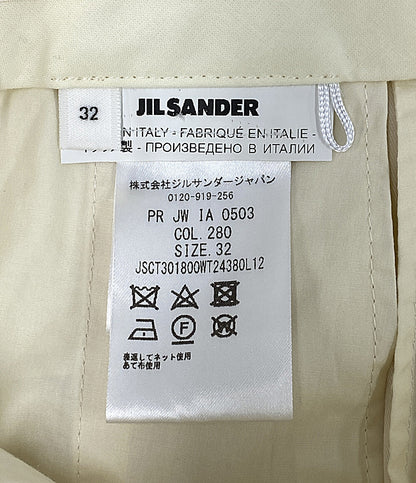 32
JIL SANDER
IN ITALY - FABRIQUÉ EN ITALIE -
製 - ПРОИЗВЕДЕНО В ИТАЛИИ
株式会社ジルサンダージャパン
0120-919-256
PR JW IA 0503
COL. 280
SIZE. 32
JSCT301800WT24380L12
F
W
裏返してネット使用
あて布使用